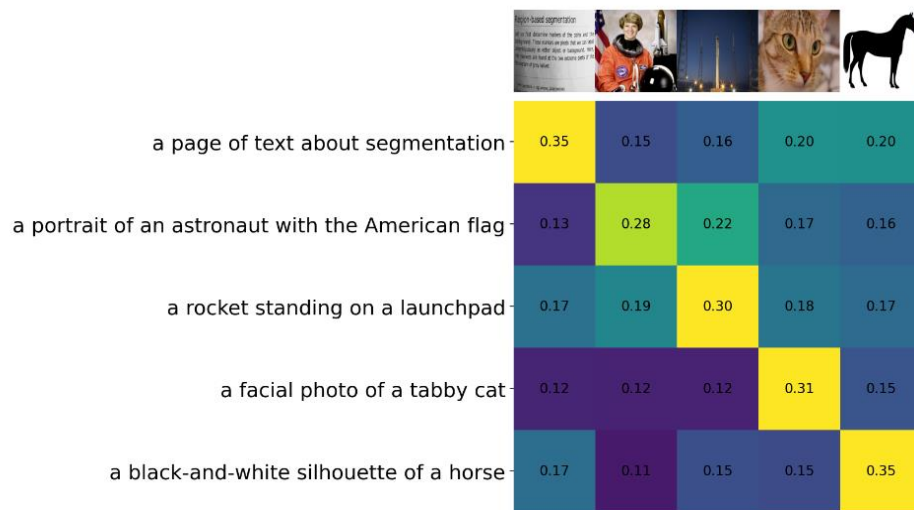 Region-based segmentation
a page of text about segmentation
0.35 0.15 0.16 0.20 0.20
a portrait of an astronaut with the American flag
0.13 0.28 0.22 0.17 0.16
a rocket standing on a launchpad
0.17 0.19 0.30 0.18 0.17
a facial photo of a tabby cat
0.12 0.12 0.12 0.31 0.15
a black-and-white silhouette of a horse
0.17 0.11 0.15 0.15 0.35